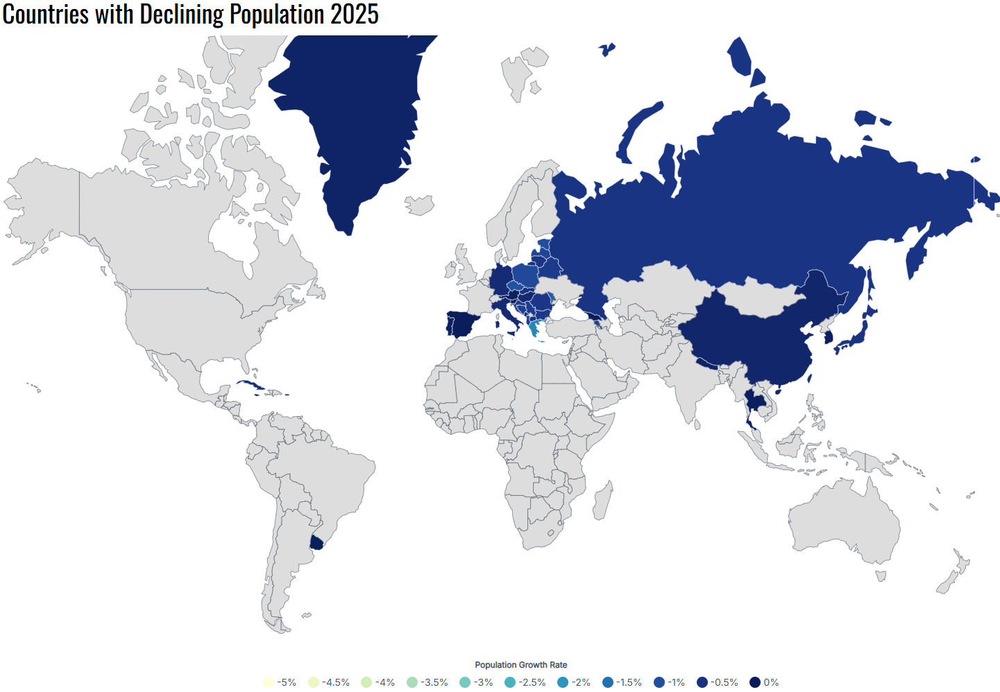 Countries with Declining Population 2025
Population Growth Rate
-5% -4.5% -4% -3.5% -3% -2.5% -2% -1.5% -1% -0.5% 0%